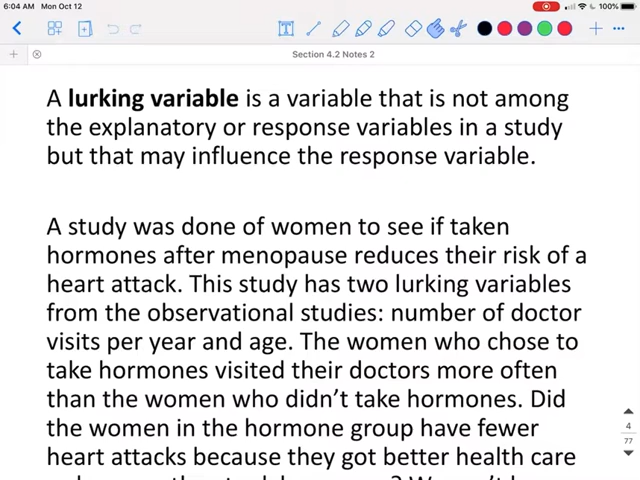 6:04 AM Mon Oct 12
100%
Section 4.2 Notes 2
A lurking variable is a variable that is not among
the explanatory or response variables in a study
but that may influence the response variable.
A study was done of women to see if taken
hormones after menopause reduces their risk of a
heart attack. This study has two lurking variables
from the observational studies: number of doctor
visits per year and age. The women who chose to
take hormones visited their doctors more often
than the women who didn't take hormones. Did
the women in the hormone group have fewer
heart attacks because they got better health care
4
77